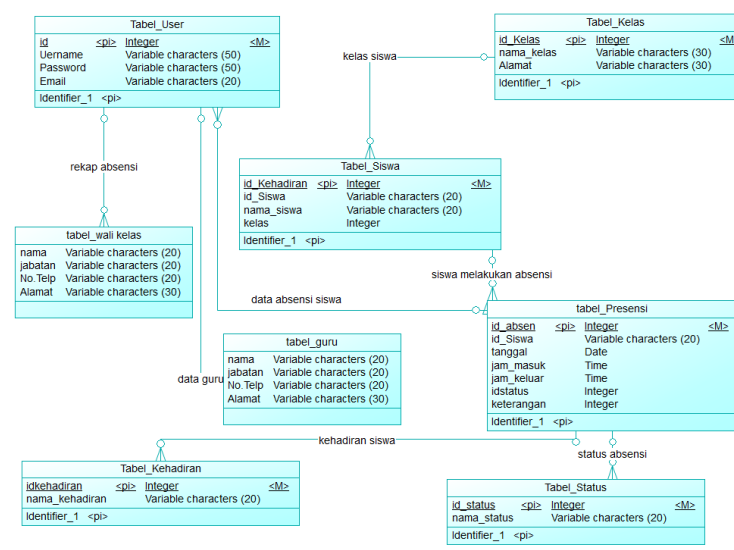 Tabel_User
id <pi> Integer <M>
Uername Variable characters (50)
Password Variable characters (50)
Email Variable characters (20)
Identifier_1 <pi>
Tabel_Kelas
id_Kelas <pi> Integer <M
nama_kelas Variable characters (30)
Alamat Variable characters (30)
Identifier_1 <pi>
kelas siswa
rekap absensi
Tabel_Siswa
id_Kehadiran <pi> Integer <M>
id_Siswa Variable characters (20)
nama_siswa Variable characters (20)
kelas Integer
Identifier_1 <pi>
tabel_wali kelas
nama Variable characters (20)
jabatan Variable characters (20)
No.Telp Variable characters (20)
Alamat Variable characters (30)
siswa melakukan absensi
data absensi siswa
tabel_Presensi
id_absen <pi> Integer <M>
id_Siswa Variable characters (20)
tanggal Date
jam_masuk Time
jam_keluar Time
idstatus Integer
keterangan Integer
Identifier_1 <pi>
tabel_guru
nama Variable characters (20)
jabatan Variable characters (20)
No.Telp Variable characters (20)
Alamat Variable characters (30)
data guru
kehadiran siswa
status absensi
Tabel_Kehadiran
idkehadiran <pi> Integer <M>
nama_kehadiran Variable characters (20)
Identifier_1 <pi>
Tabel_Status
id_status <pi> Integer <M>
nama_status Variable characters (20)
Identifier_1 <pi>